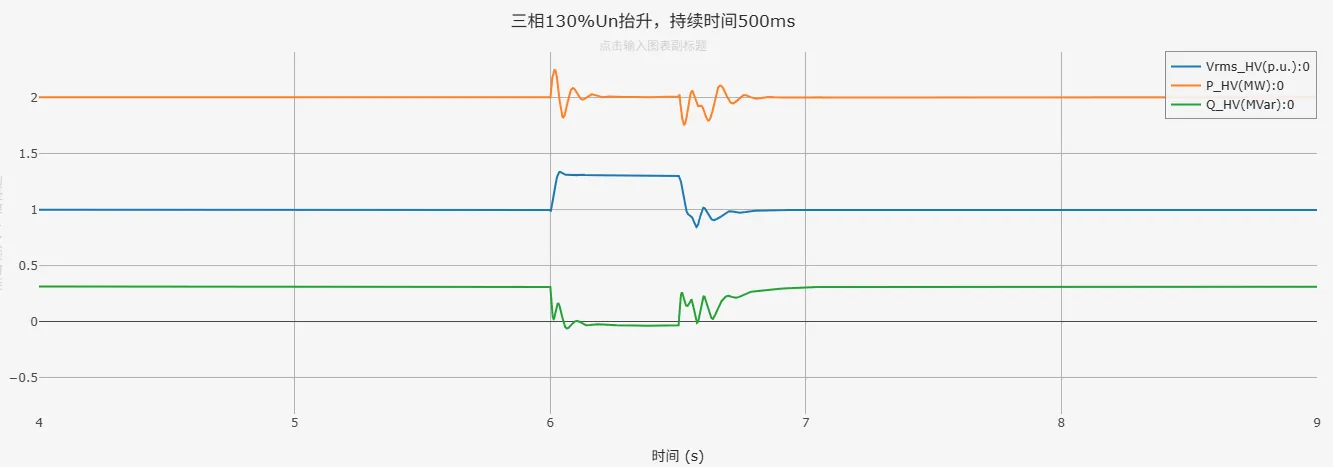 三相130%Un抬升，持续时间500ms
点击输入图表副标题
Vrms_HV(p.u.):0
P_HV(MW):0
Q_HV(MVar):0
2
1.5
1
0.5
0
−0.5
4 5 6 7 8 9
时间 (s)